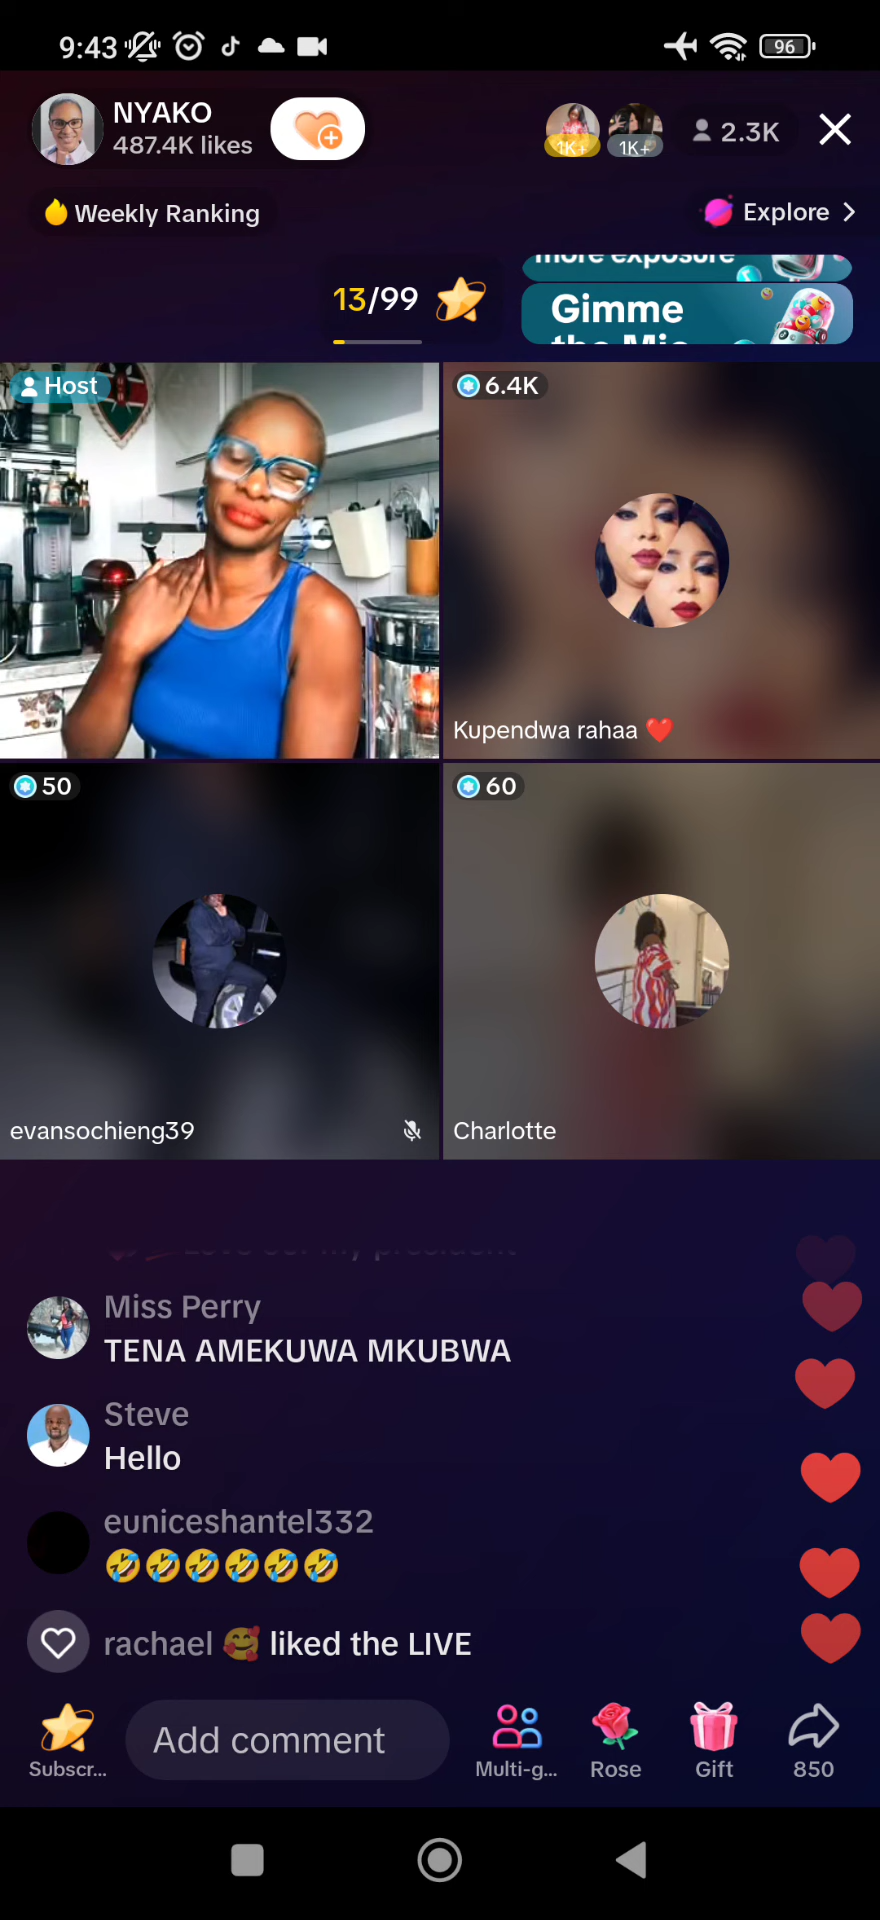 9:43
96
NYAKO
487.4K likes
1K+
1K+
2.3K
Weekly Ranking
Explore
13/99
more exposure
Gimme
the Mic
Host
6.4K
Kupendwa rahaa ❤️
50
60
evansochieng39
Charlotte
Miss Perry
TENA AMEKUWA MKUBWA
Steve
Hello
euniceshantel332
🤣🤣🤣🤣🤣🤣
rachael 🥰 liked the LIVE
Subscr...
Add comment
Multi-g...
Rose
Gift
850